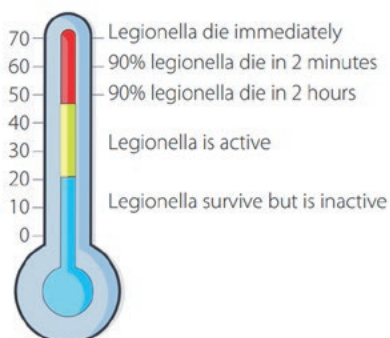 70 Legionella die immediately
60 90% legionella die in 2 minutes
50 90% legionella die in 2 hours
40
30 Legionella is active
20
10 Legionella survive but is inactive
0